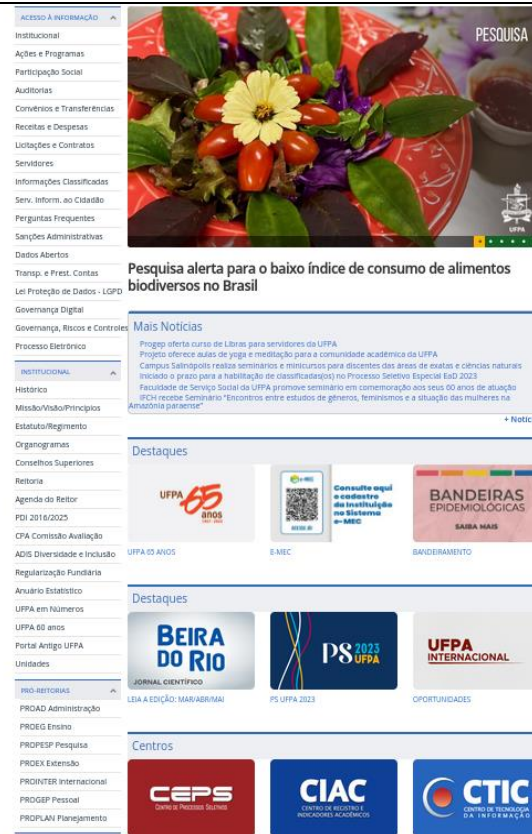 ACESSO À INFORMAÇÃO
Institucional
Ações e Programas
Participação Social
Auditorias
Convênios e Transferências
Receitas e Despesas
Licitações e Contratos
Servidores
Informações Classificadas
Serv. Inform. ao Cidadão
Perguntas Frequentes
Sanções Administrativas
Dados Abertos
Transp. e Prest. Contas
Lei Proteção de Dados - LGPD
Governança Digital
Governança, Riscos e Controles
Processo Eletrônico
INSTITUCIONAL
Histórico
Missão/Visão/Princípios
Estatuto/Regimento
Organogramas
Conselhos Superiores
Reitoria
Agenda do Reitor
PDI 2016/2025
CPA Comissão Avaliação
ADIS Diversidade e Inclusão
Regularização Fundiária
Anuário Estatístico
UFPA em Números
UFPA 60 anos
Portal Antigo UFPA
Unidades
PRÓ-REITORIAS
PROAD Administração
PROEG Ensino
PROPESP Pesquisa
PROEX Extensão
PROINTER Internacional
PROGEP Pessoal
PROPLAN Planejamento
PESQUISA
UFPA
Pesquisa alerta para o baixo índice de consumo de alimentos
biodiversos no Brasil
Mais Notícias
Progep oferta curso de Libras para servidores da UFPA
Projeto oferece aulas de yoga e meditação para a comunidade acadêmica da UFPA
Campus Salinópolis realiza seminários e minicursos para discentes das áreas de exatas e ciências naturais
Iniciado o prazo para a habilitação de classificadas(os) no Processo Seletivo Especial EaD 2023
Faculdade de Serviço Social da UFPA promove seminário em comemoração aos seus 60 anos de atuação
IFCH recebe Seminário "Encontros entre estudos de gêneros, feminismos e a situação das mulheres na
Amazônia paraense"
+ Notíc
Destaques
UFPA 65
anos
1957 - 2022
e-MEC
Consulte aqui
o cadastro
da Instituição
no Sistema
e-MEC
BANDEIRAS
EPIDEMIOLÓGICAS
SAIBA MAIS
UFPA 65 ANOS
E-MEC
BANDEIRAMENTO
Destaques
BEIRA
DO RIO
JORNAL CIENTÍFICO
PS 2023
UFPA
UFPA
INTERNACIONAL
LEIA A EDIÇÃO: MAR/ABR/MAI
PS UFPA 2023
OPORTUNIDADES
Centros
CEPS
CENTRO DE PROCESSOS SELETIVOS
CIAC
CENTRO DE REGISTRO E
INDICADORES ACADÊMICOS
CTIC
CENTRO DE TECNOLOGIA
DA INFORMAÇÃO